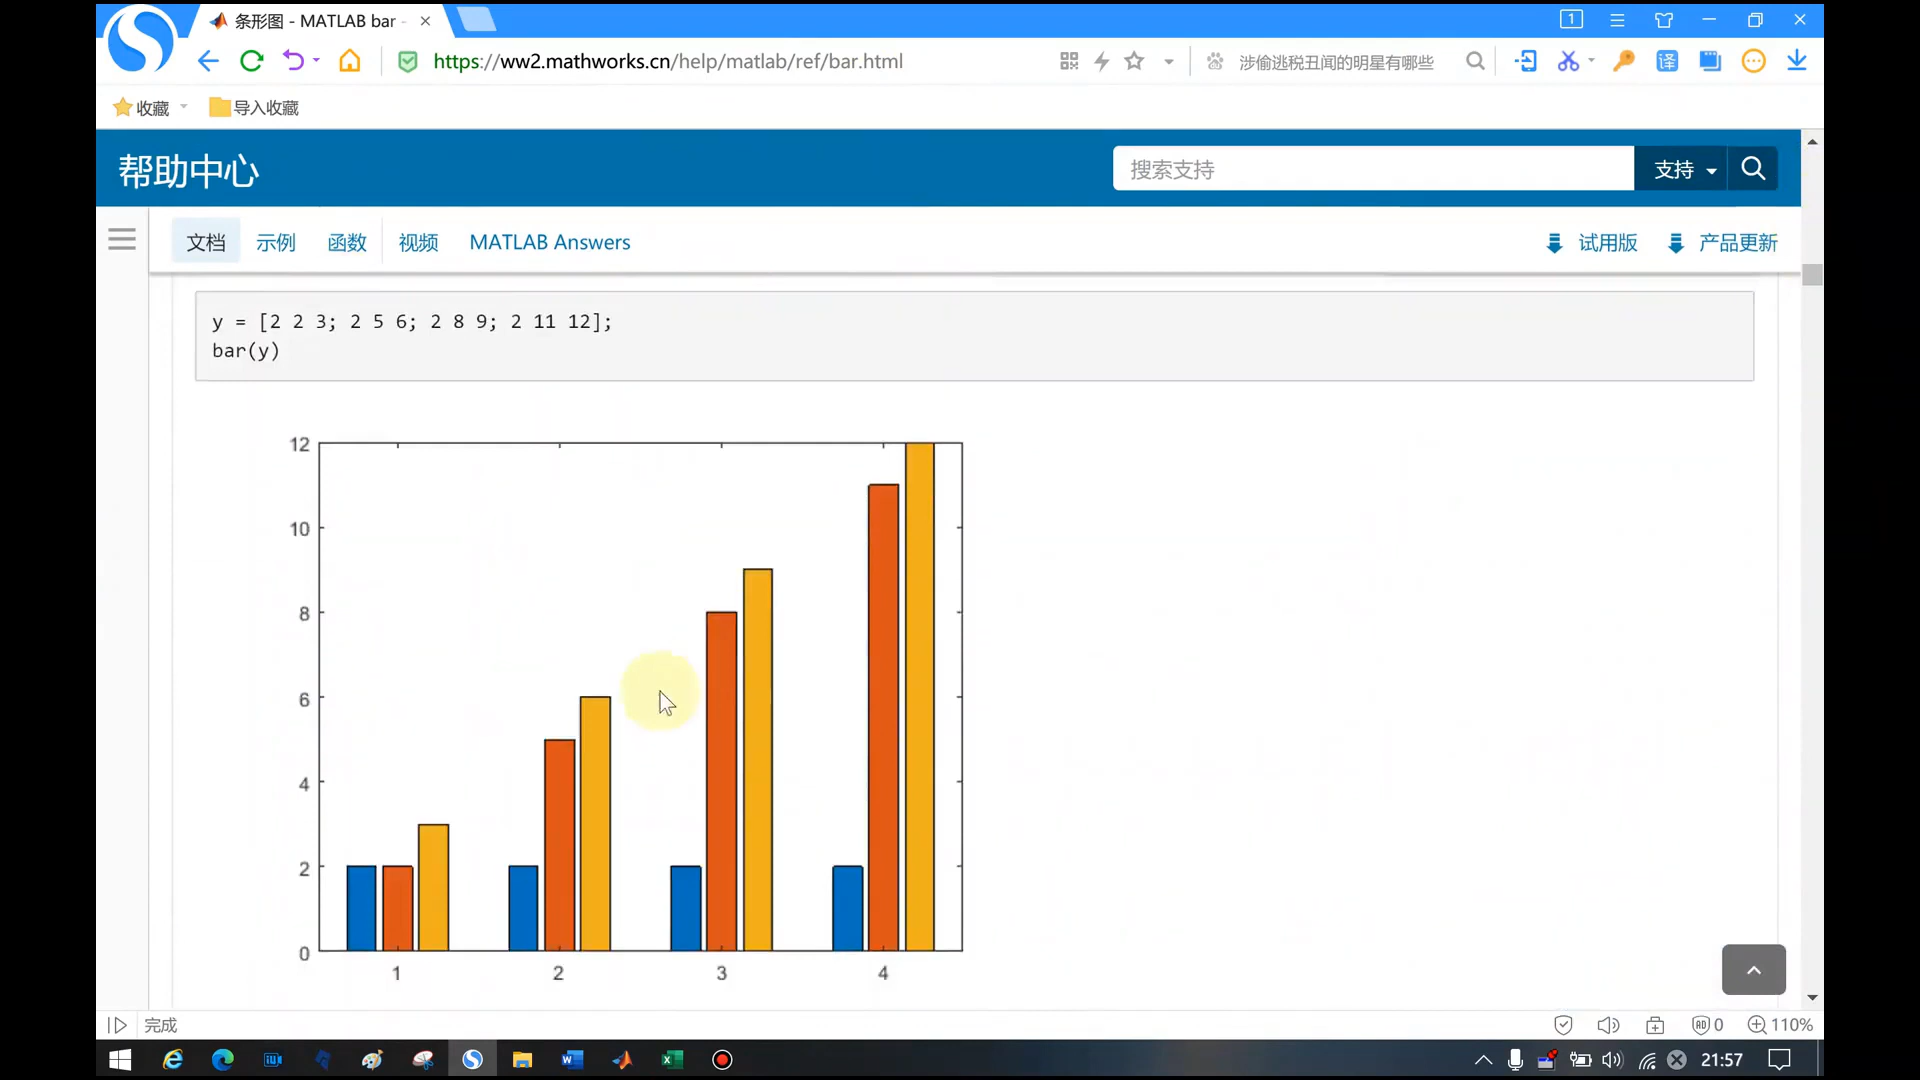 条形图 - MATLAB bar -
1
https://ww2.mathworks.cn/help/matlab/ref/bar.html
涉偷逃税丑闻的明星有哪些
译
收藏
导入收藏
帮助中心
搜索支持
支持
文档
示例
函数
视频
MATLAB Answers
试用版
产品更新
y = [2 2 3; 2 5 6; 2 8 9; 2 11 12];
bar(y)
12
10
8
6
4
2
0
1
2
3
4
完成
AD 0
110%
21:57